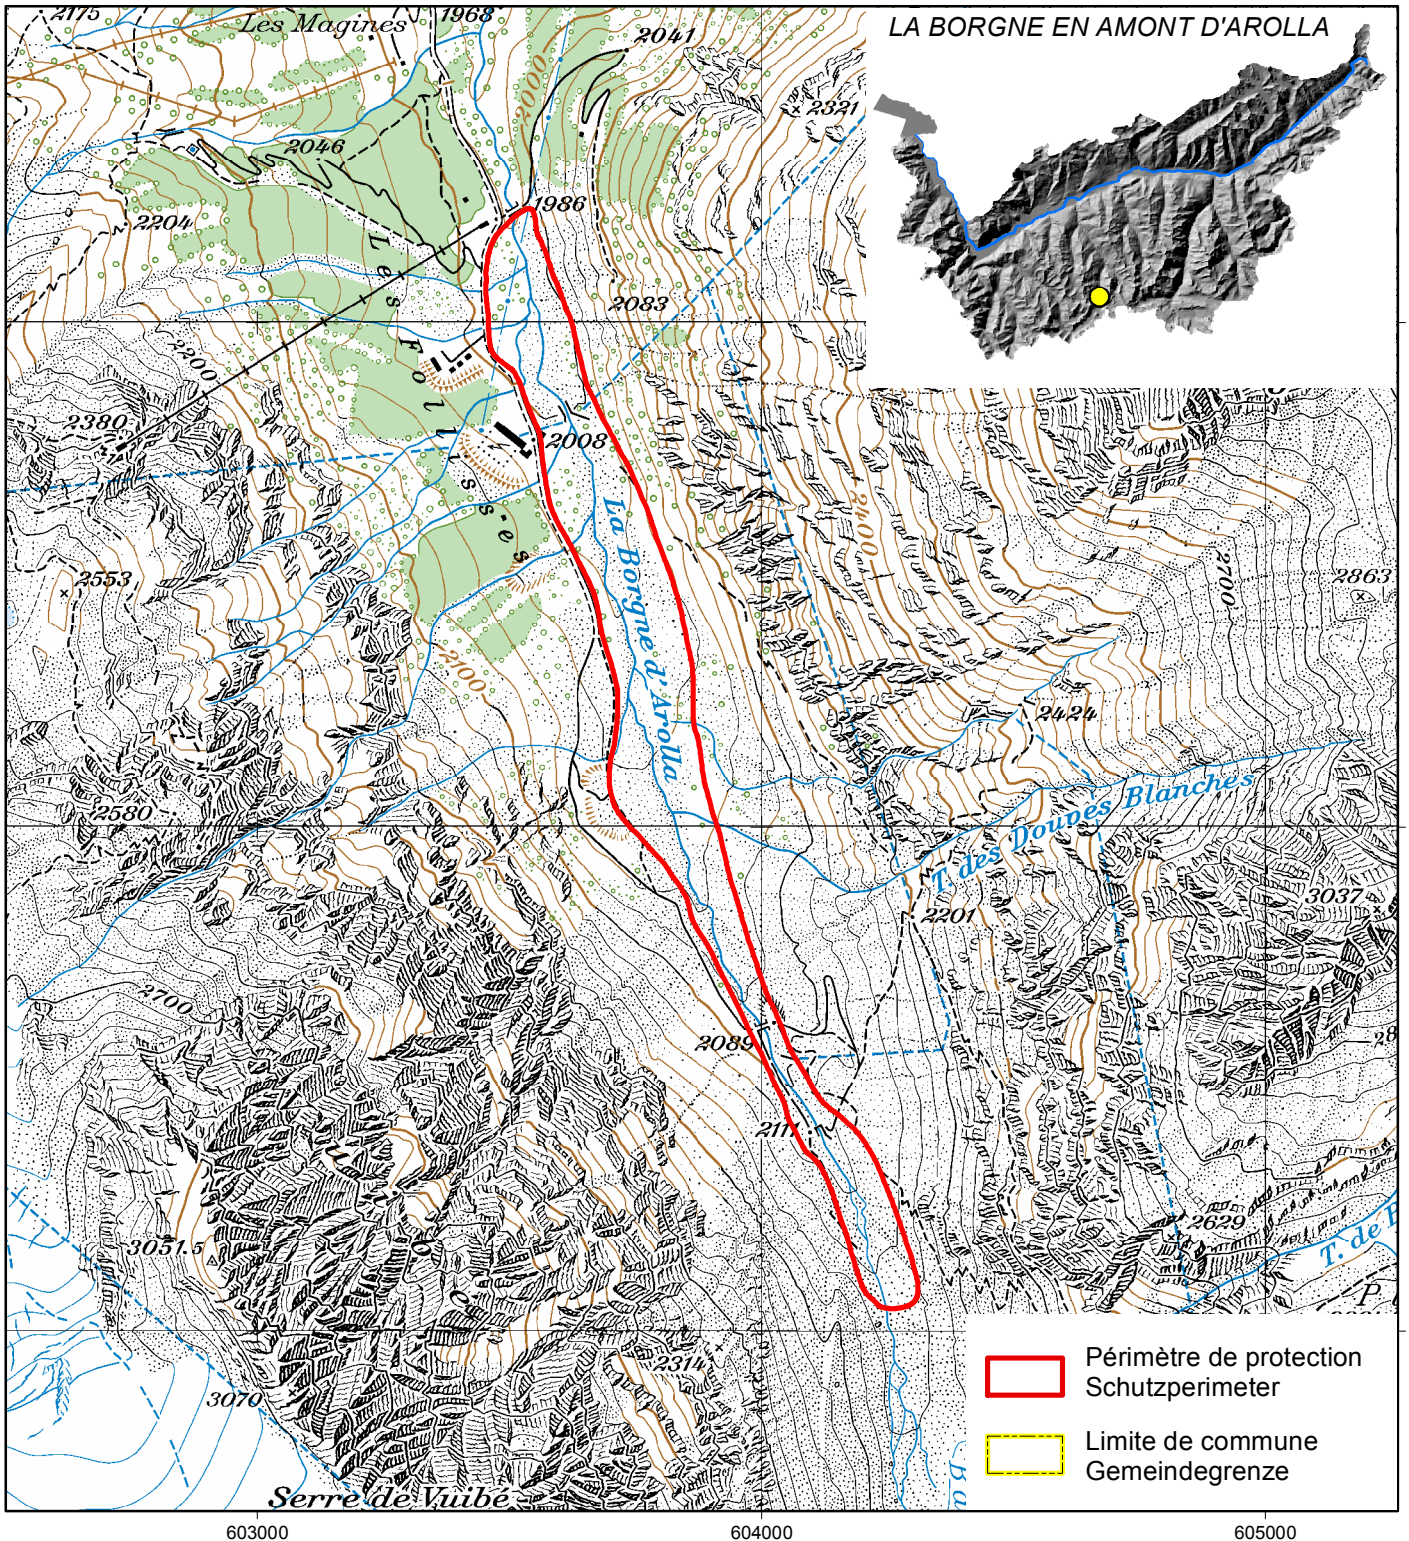 LA BORGNE EN AMONT D'AROLLA
2175
Les Magines
1968
2041
2000
2321
2046
1986
2204
Les Follisses
2083
2200
2380
2008
La Borgne d'Arolla
2400
2553
2700
2863
2100
2424
2580
T. des Doupes Blanches
2201
3037
2700
2089
28
2111
2629
3051.5
T. de B
P
2314
3070
Serre de Vuibé
Ba
Périmètre de protection
Schutzperimeter
Limite de commune
Gemeindegrenze
603000
604000
605000